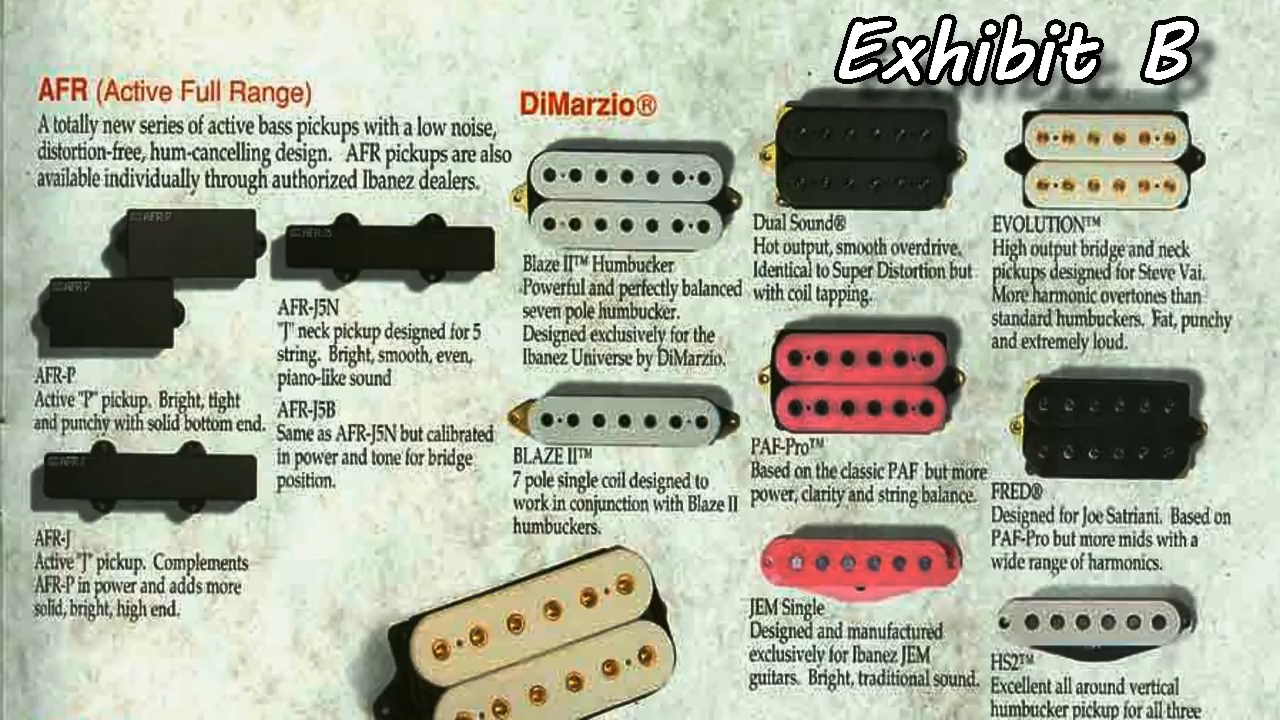 Exhibit B
AFR (Active Full Range)
A totally new series of active bass pickups with a low noise,
distortion-free, hum-cancelling design. AFR pickups are also
available individually through authorized Ibanez dealers.
AFR-P
AFR-P
AFR-P
Active "P" pickup. Bright, tight
and punchy with solid bottom end.
AFR-J
Active "J" pickup. Complements
AFR-P in power and adds more
solid, bright, high end.
AFR-J5
AFR-J5N
"J" neck pickup designed for 5
string. Bright, smooth, even,
piano-like sound
AFR-J5B
Same as AFR-J5N but calibrated
in power and tone for bridge
position.
DiMarzio®
Blaze II™ Humbucker
Powerful and perfectly balanced
seven pole humbucker.
Designed exclusively for the
Ibanez Universe by DiMarzio.
BLAZE II™
7 pole single coil designed to
work in conjunction with Blaze II
humbuckers.
Dual Sound®
Hot output, smooth overdrive.
Identical to Super Distortion but
with coil tapping.
PAF-Pro™
Based on the classic PAF but more
power, clarity and string balance.
JEM Single
Designed and manufactured
exclusively for Ibanez JEM
guitars. Bright, traditional sound.
EVOLUTION™
High output bridge and neck
pickups designed for Steve Vai.
More harmonic overtones than
standard humbuckers. Fat, punchy
and extremely loud.
FRED®
Designed for Joe Satriani. Based on
PAF-Pro but more mids with a
wide range of harmonics.
HS2™
Excellent all around vertical
humbucker pickup for all three